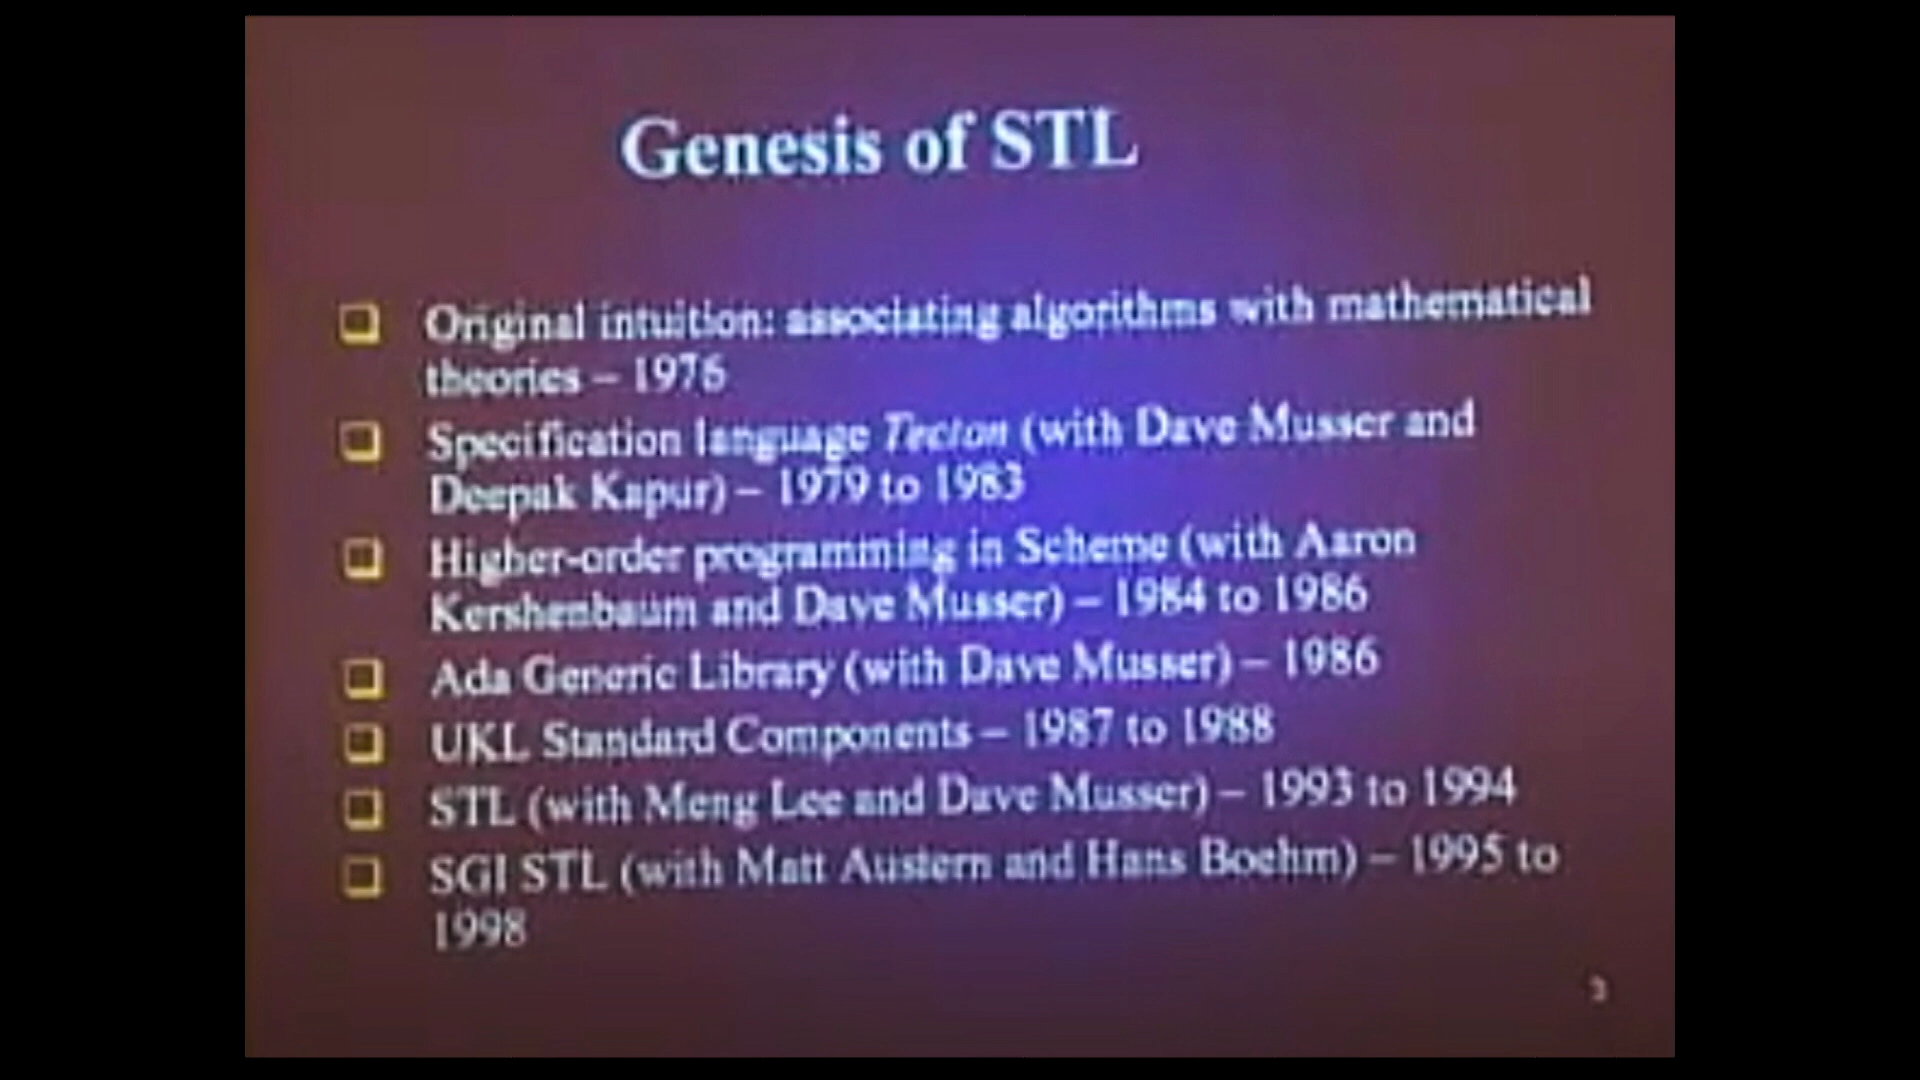 Genesis of STL
Original intuition: associating algorithms with mathematical
theories – 1976
Specification language Tecton (with Dave Musser and
Deepak Kapur) – 1979 to 1983
Higher-order programming in Scheme (with Aaron
Kershenbaum and Dave Musser) – 1984 to 1986
Ada Generic Library (with Dave Musser) – 1986
UKL Standard Components – 1987 to 1988
STL (with Meng Lee and Dave Musser) – 1993 to 1994
SGI STL (with Matt Austern and Hans Boehm) – 1995 to
1998
3